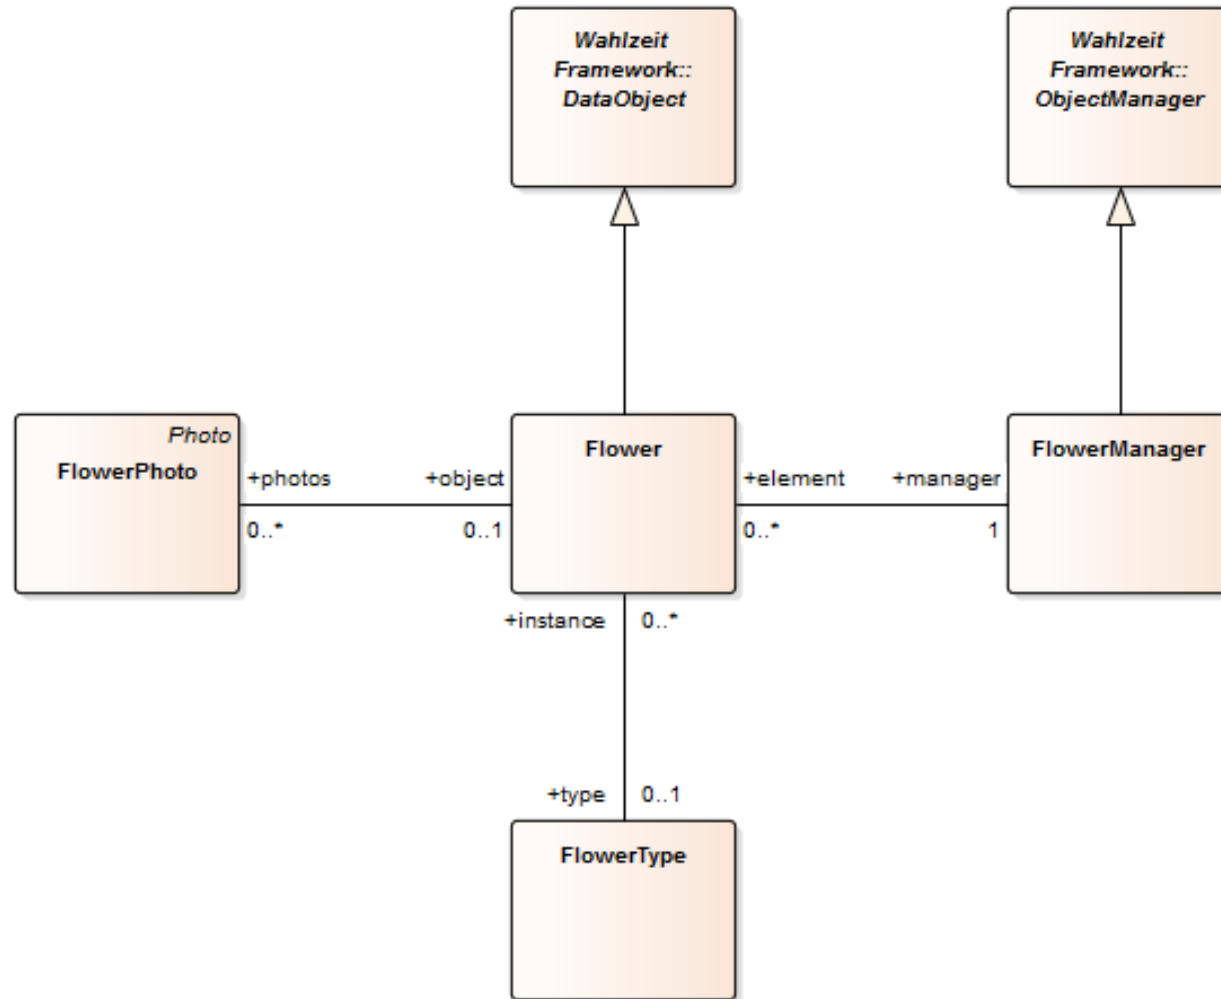 Wahlzeit
Framework::
DataObject
Wahlzeit
Framework::
ObjectManager
Photo
FlowerPhoto
+photos
0..*
+object
0..1
Flower
+element
0..*
+manager
1
FlowerManager
+instance
0..*
+type
0..1
FlowerType